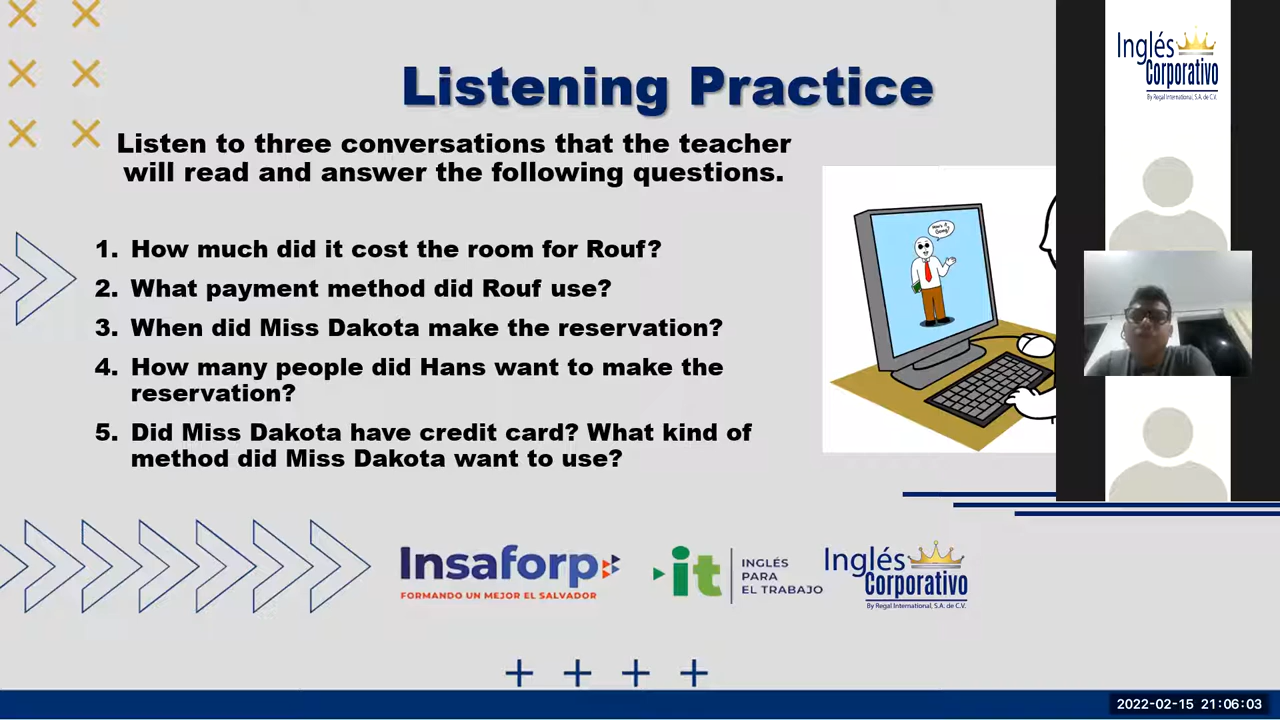 Listening Practice
Listen to three conversations that the teacher
will read and answer the following questions.
1. How much did it cost the room for Rouf?
2. What payment method did Rouf use?
3. When did Miss Dakota make the reservation?
4. How many people did Hans want to make the
reservation?
5. Did Miss Dakota have credit card? What kind of
method did Miss Dakota want to use?
How's it
Going?
Inglés
Corporativo
By Regal International, S.A. de C.V.
Insaforp
FORMANDO UN MEJOR EL SALVADOR
it
INGLÉS
PARA
EL TRABAJO
Inglés
Corporativo
By Regal International, S.A. de C.V.
2022-02-15 21:06:03